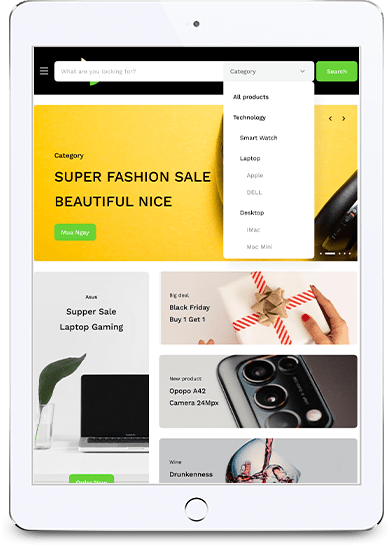 What are you looking for?
Category
Search
All products
Technology
Smart Watch
Laptop
Apple
DELL
Desktop
iMac
Mac Mini
Category
SUPER FASHION SALE
BEAUTIFUL NICE
Mua Ngay
Asus
Supper Sale
Laptop Gaming
Order Now
Big deal
Black Friday
Buy 1 Get 1
New product
Opopo A42
Camera 24Mpx
Wine
Drunkenness